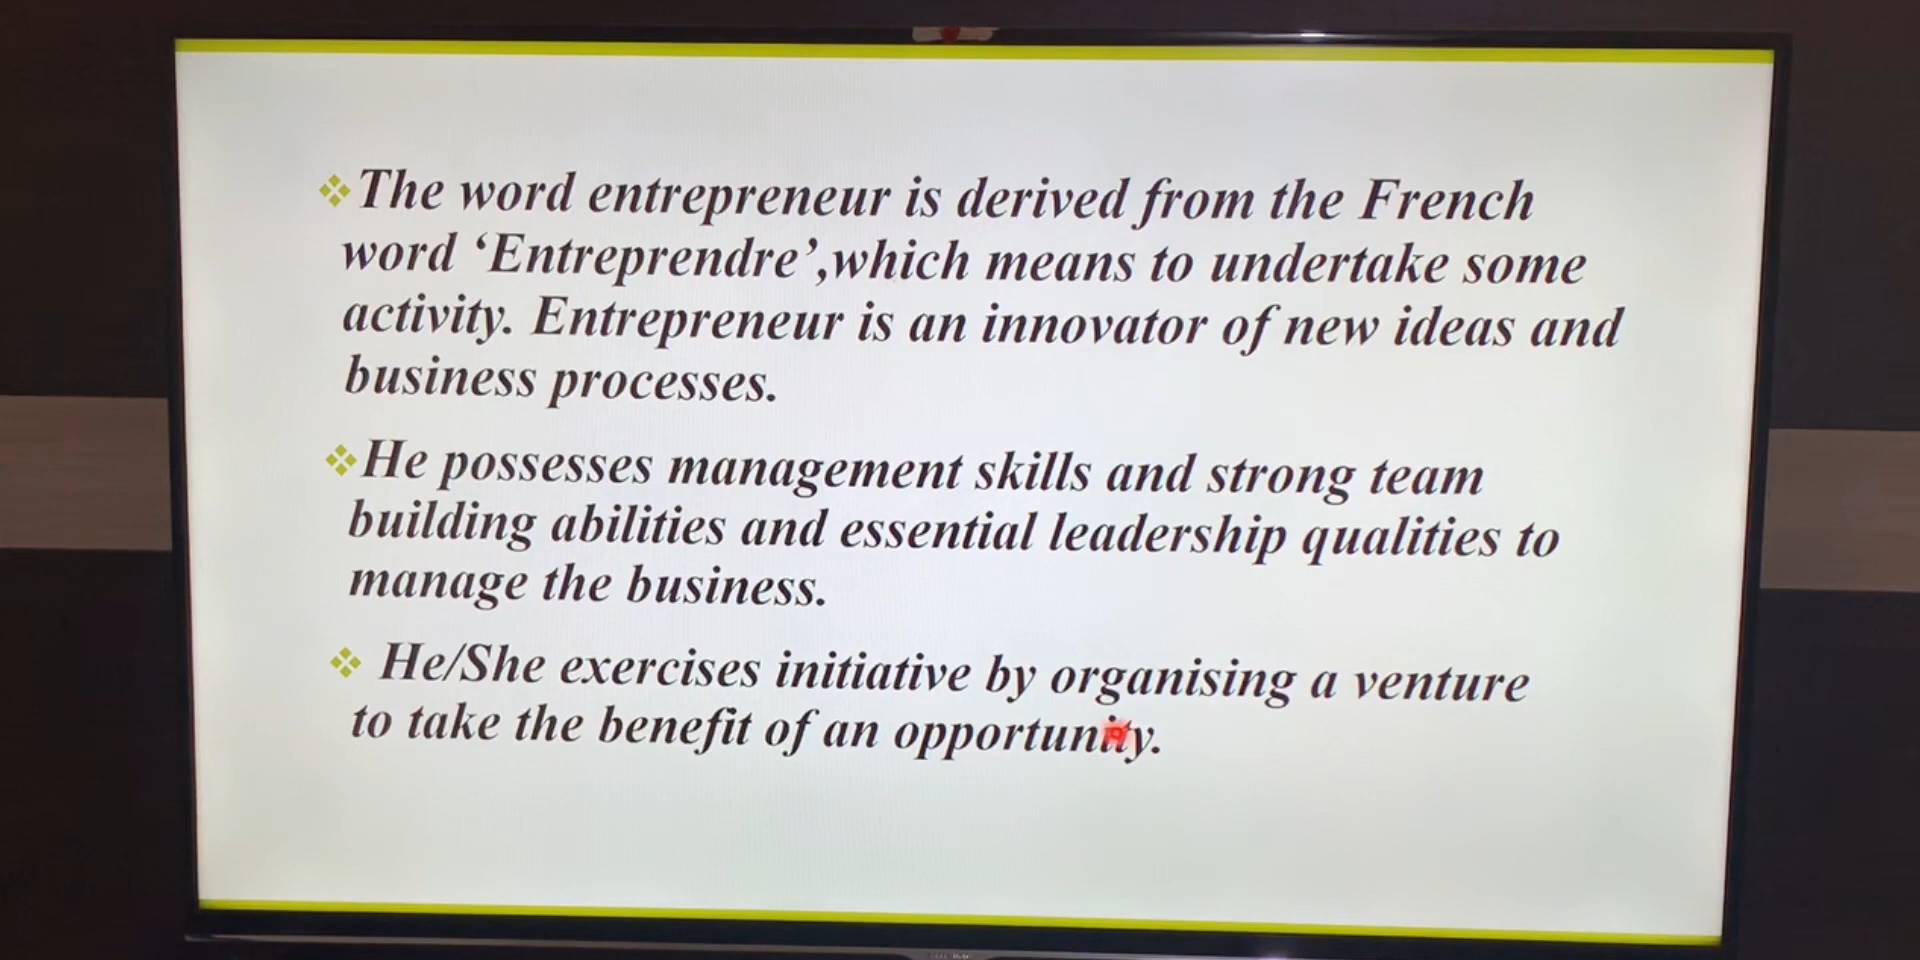 The word entrepreneur is derived from the French
word ‘Entreprendre’,which means to undertake some
activity. Entrepreneur is an innovator of new ideas and
business processes.
He possesses management skills and strong team
building abilities and essential leadership qualities to
manage the business.
He/She exercises initiative by organising a venture
to take the benefit of an opportunity.